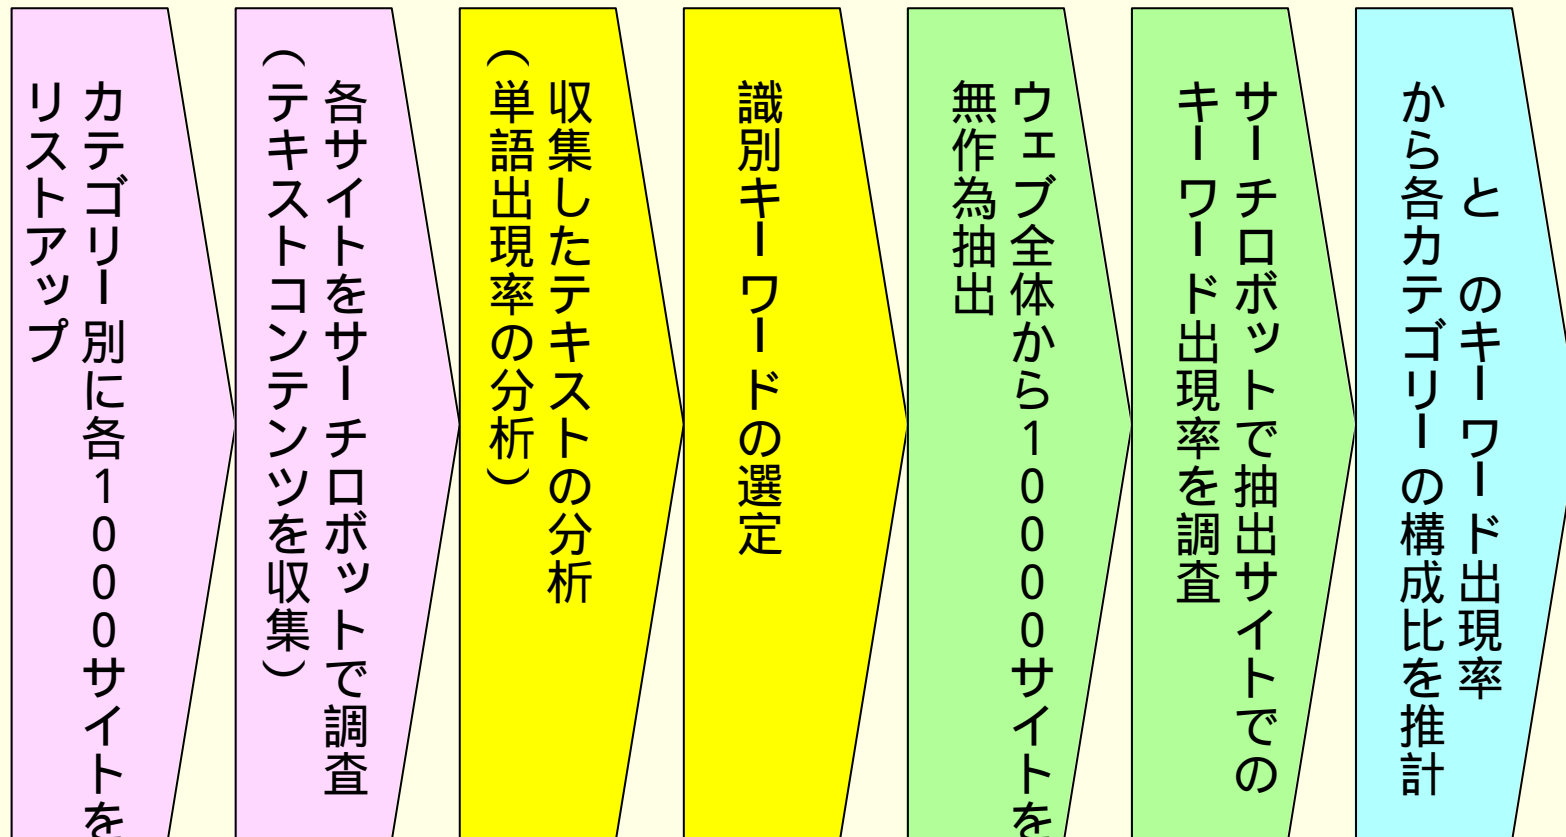 カテゴリー別に各1000サイトを
リストアップ
各サイトをサーチロボットで調査
(テキストコンテンツを収集)
収集したテキストの分析
(単語出現率の分析)
識別キーワードの選定
ウェブ全体から10000サイトを
無作為抽出
サーチロボットで抽出サイトでの
キーワード出現率を調査
と のキーワード出現率
から各カテゴリーの構成比を推計